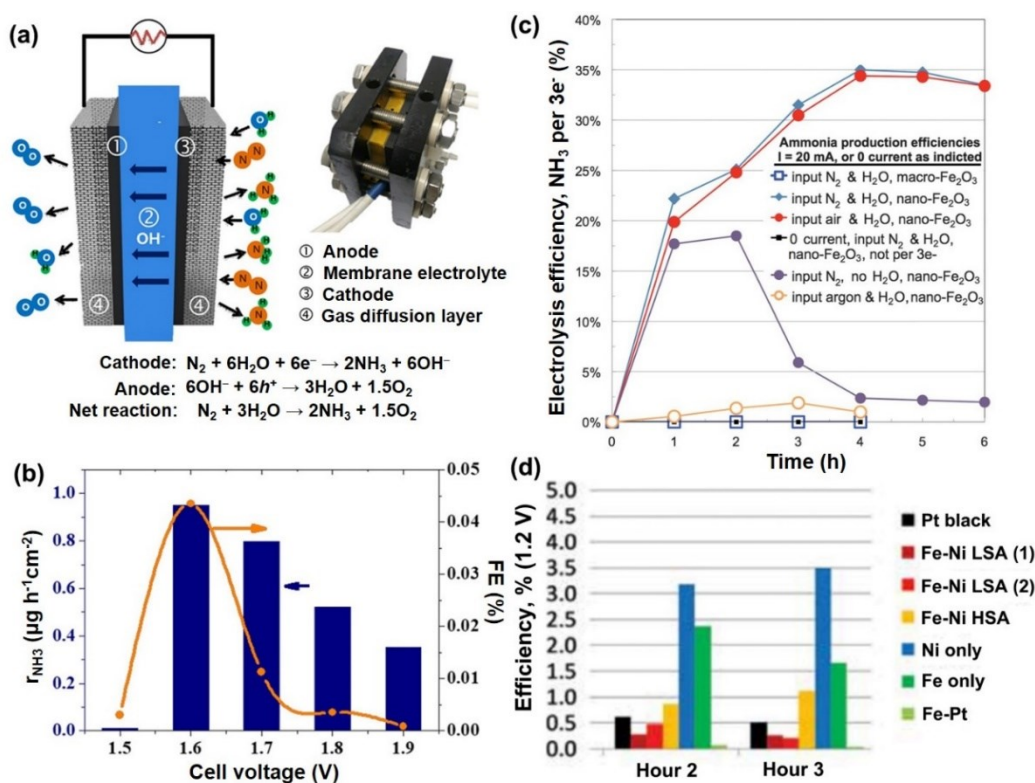 (a)
①
③
②
OH⁻
④
④
O
O
O
H
H
N
N
N
H
H
H
① Anode
② Membrane electrolyte
③ Cathode
④ Gas diffusion layer
Cathode: N₂ + 6H₂O + 6e⁻ → 2NH₃ + 6OH⁻
Anode: 6OH⁻ + 6h⁺ → 3H₂O + 1.5O₂
Net reaction: N₂ + 3H₂O → 2NH₃ + 1.5O₂
(b)
r_NH3 (µg h⁻¹cm⁻²)
1.0
0.8
0.6
0.4
0.2
0.0
1.5
1.6
1.7
1.8
1.9
Cell voltage (V)
0.05
0.04
0.03
0.02
0.01
0.00
FE (%)
(c)
Electrolysis efficiency, NH₃ per 3e⁻ (%)
35%
30%
25%
20%
15%
10%
5%
0%
0
1
2
3
4
5
6
Time (h)
Ammonia production efficiencies
I = 20 mA, or 0 current as indicted
input N₂ & H₂O, macro-Fe₂O₃
input N₂ & H₂O, nano-Fe₂O₃
input air & H₂O, nano-Fe₂O₃
0 current, input N₂ & H₂O,
nano-Fe₂O₃, not per 3e-
input N₂, no H₂O, nano-Fe₂O₃
input argon & H₂O, nano-Fe₂O₃
(d)
Efficiency, % (1.2 V)
5.0
4.5
4.0
3.5
3.0
2.5
2.0
1.5
1.0
0.5
0.0
Hour 2
Hour 3
Pt black
Fe-Ni LSA (1)
Fe-Ni LSA (2)
Fe-Ni HSA
Ni only
Fe only
Fe-Pt